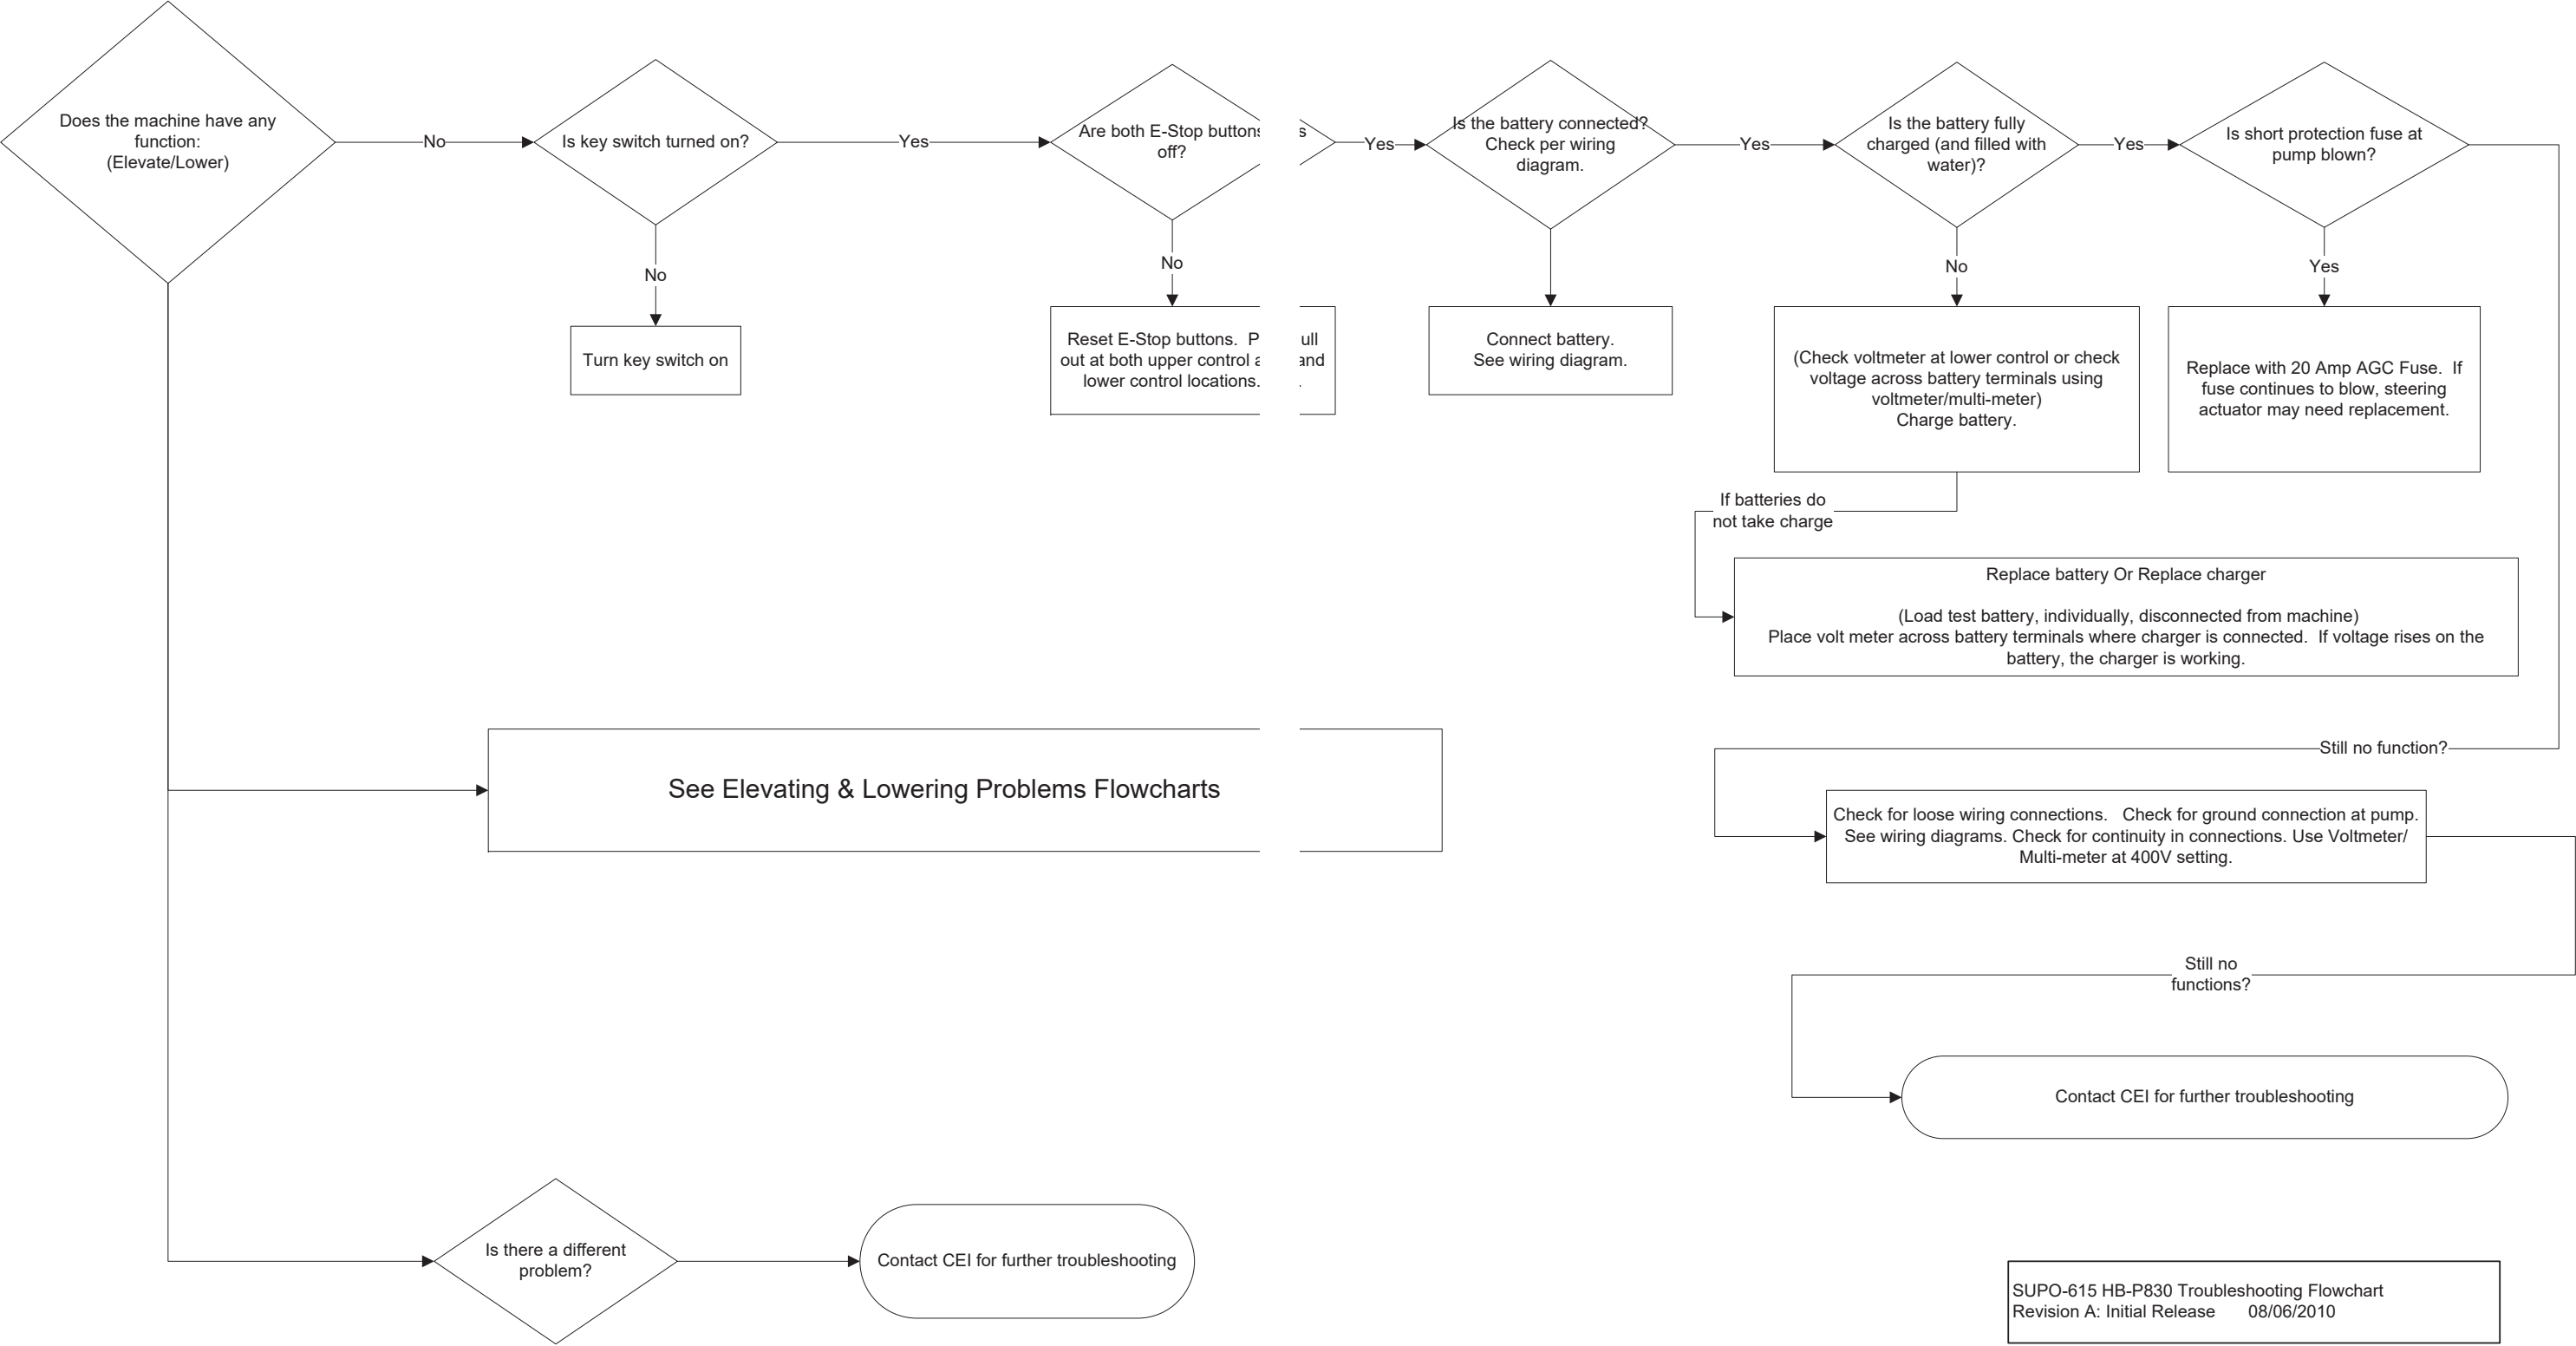 Does the machine have any
function:
(Elevate/Lower)
No
Is key switch turned on?
No
Turn key switch on
Yes
Are both E-Stop buttons
off?
No
Reset E-Stop buttons. P ull
out at both upper control a and
lower control locations. .
s
Yes
Is the battery connected?
Check per wiring
diagram.
Connect battery.
See wiring diagram.
Yes
Is the battery fully
charged (and filled with
water)?
No
(Check voltmeter at lower control or check
voltage across battery terminals using
voltmeter/multi-meter)
Charge battery.
If batteries do
not take charge
Replace battery Or Replace charger
(Load test battery, individually, disconnected from machine)
Place volt meter across battery terminals where charger is connected. If voltage rises on the
battery, the charger is working.
Yes
Is short protection fuse at
pump blown?
Yes
Replace with 20 Amp AGC Fuse. If
fuse continues to blow, steering
actuator may need replacement.
Still no function?
Check for loose wiring connections. Check for ground connection at pump.
See wiring diagrams. Check for continuity in connections. Use Voltmeter/
Multi-meter at 400V setting.
Still no
functions?
Contact CEI for further troubleshooting
See Elevating & Lowering Problems Flowcharts
Is there a different
problem?
Contact CEI for further troubleshooting
SUPO-615 HB-P830 Troubleshooting Flowchart
Revision A: Initial Release 08/06/2010